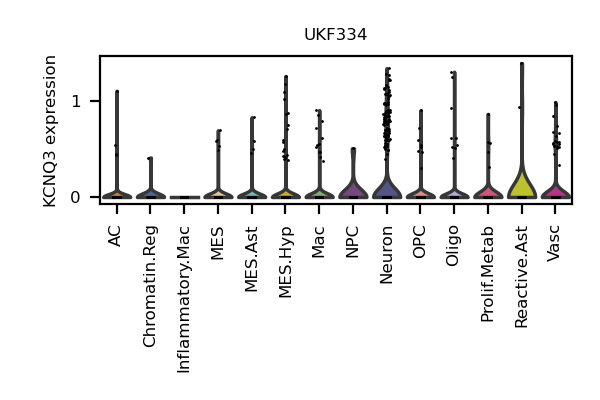 UKF334
KCNQ3 expression
1
0
AC
Chromatin.Reg
Inflammatory.Mac
MES
MES.Ast
MES.Hyp
Mac
NPC
Neuron
OPC
Oligo
Prolif.Metab
Reactive.Ast
Vasc